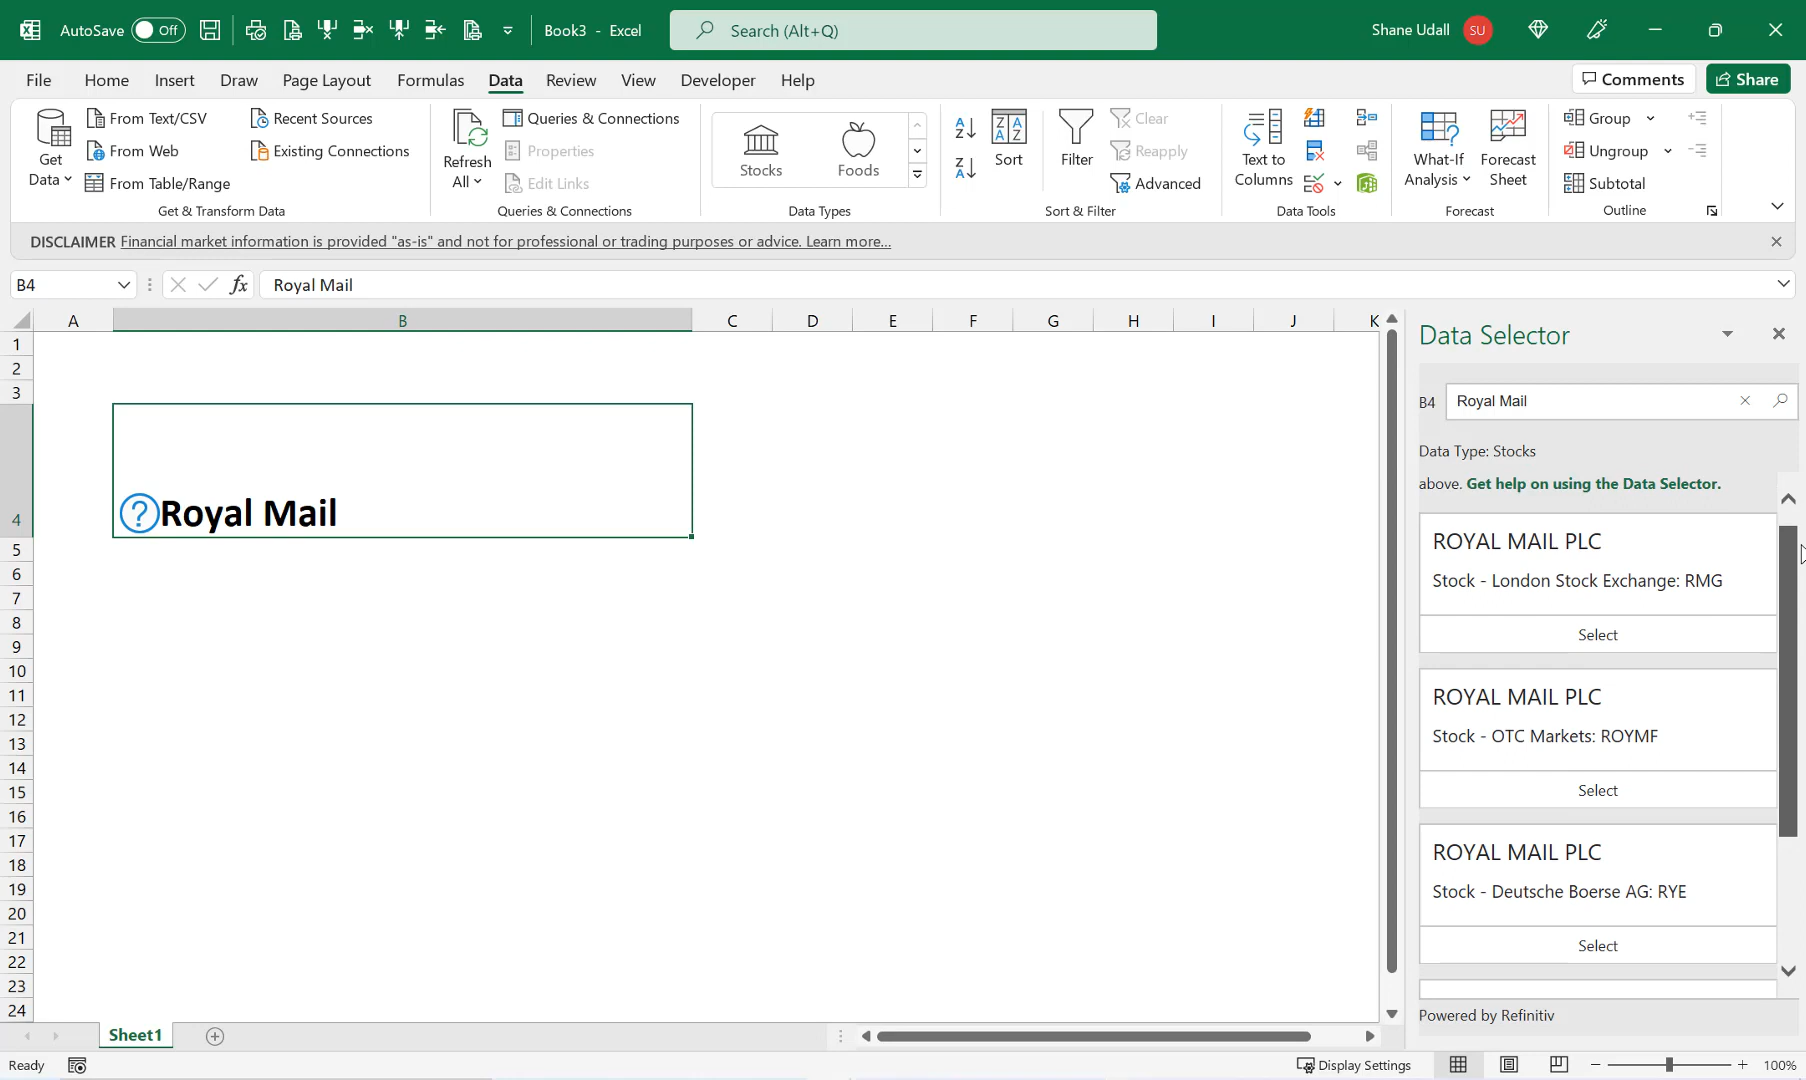 AutoSave Off Book3 - Excel Search (Alt+Q) Shane Udall SU
File Home Insert Draw Page Layout Formulas Data Review View Developer Help Comments Share
Get Data
From Text/CSV
From Web
From Table/Range
Recent Sources
Existing Connections
Get & Transform Data
Refresh All
Queries & Connections
Properties
Edit Links
Queries & Connections
Stocks Foods
Data Types
Sort
Filter
Clear
Reapply
Advanced
Sort & Filter
Text to Columns
Data Tools
What-If Analysis
Forecast Sheet
Forecast
Group
Ungroup
Subtotal
Outline
DISCLAIMER Financial market information is provided "as-is" and not for professional or trading purposes or advice. Learn more...
B4 fx Royal Mail
A B C D E F G H I J K
1
2
3
4 ?Royal Mail
5
6
7
8
9
10
11
12
13
14
15
16
17
18
19
20
21
22
23
24
Data Selector
B4 Royal Mail
Data Type: Stocks
above. Get help on using the Data Selector.
ROYAL MAIL PLC
Stock - London Stock Exchange: RMG
Select
ROYAL MAIL PLC
Stock - OTC Markets: ROYMF
Select
ROYAL MAIL PLC
Stock - Deutsche Boerse AG: RYE
Select
Powered by Refinitiv
Sheet1
Ready Display Settings 100%